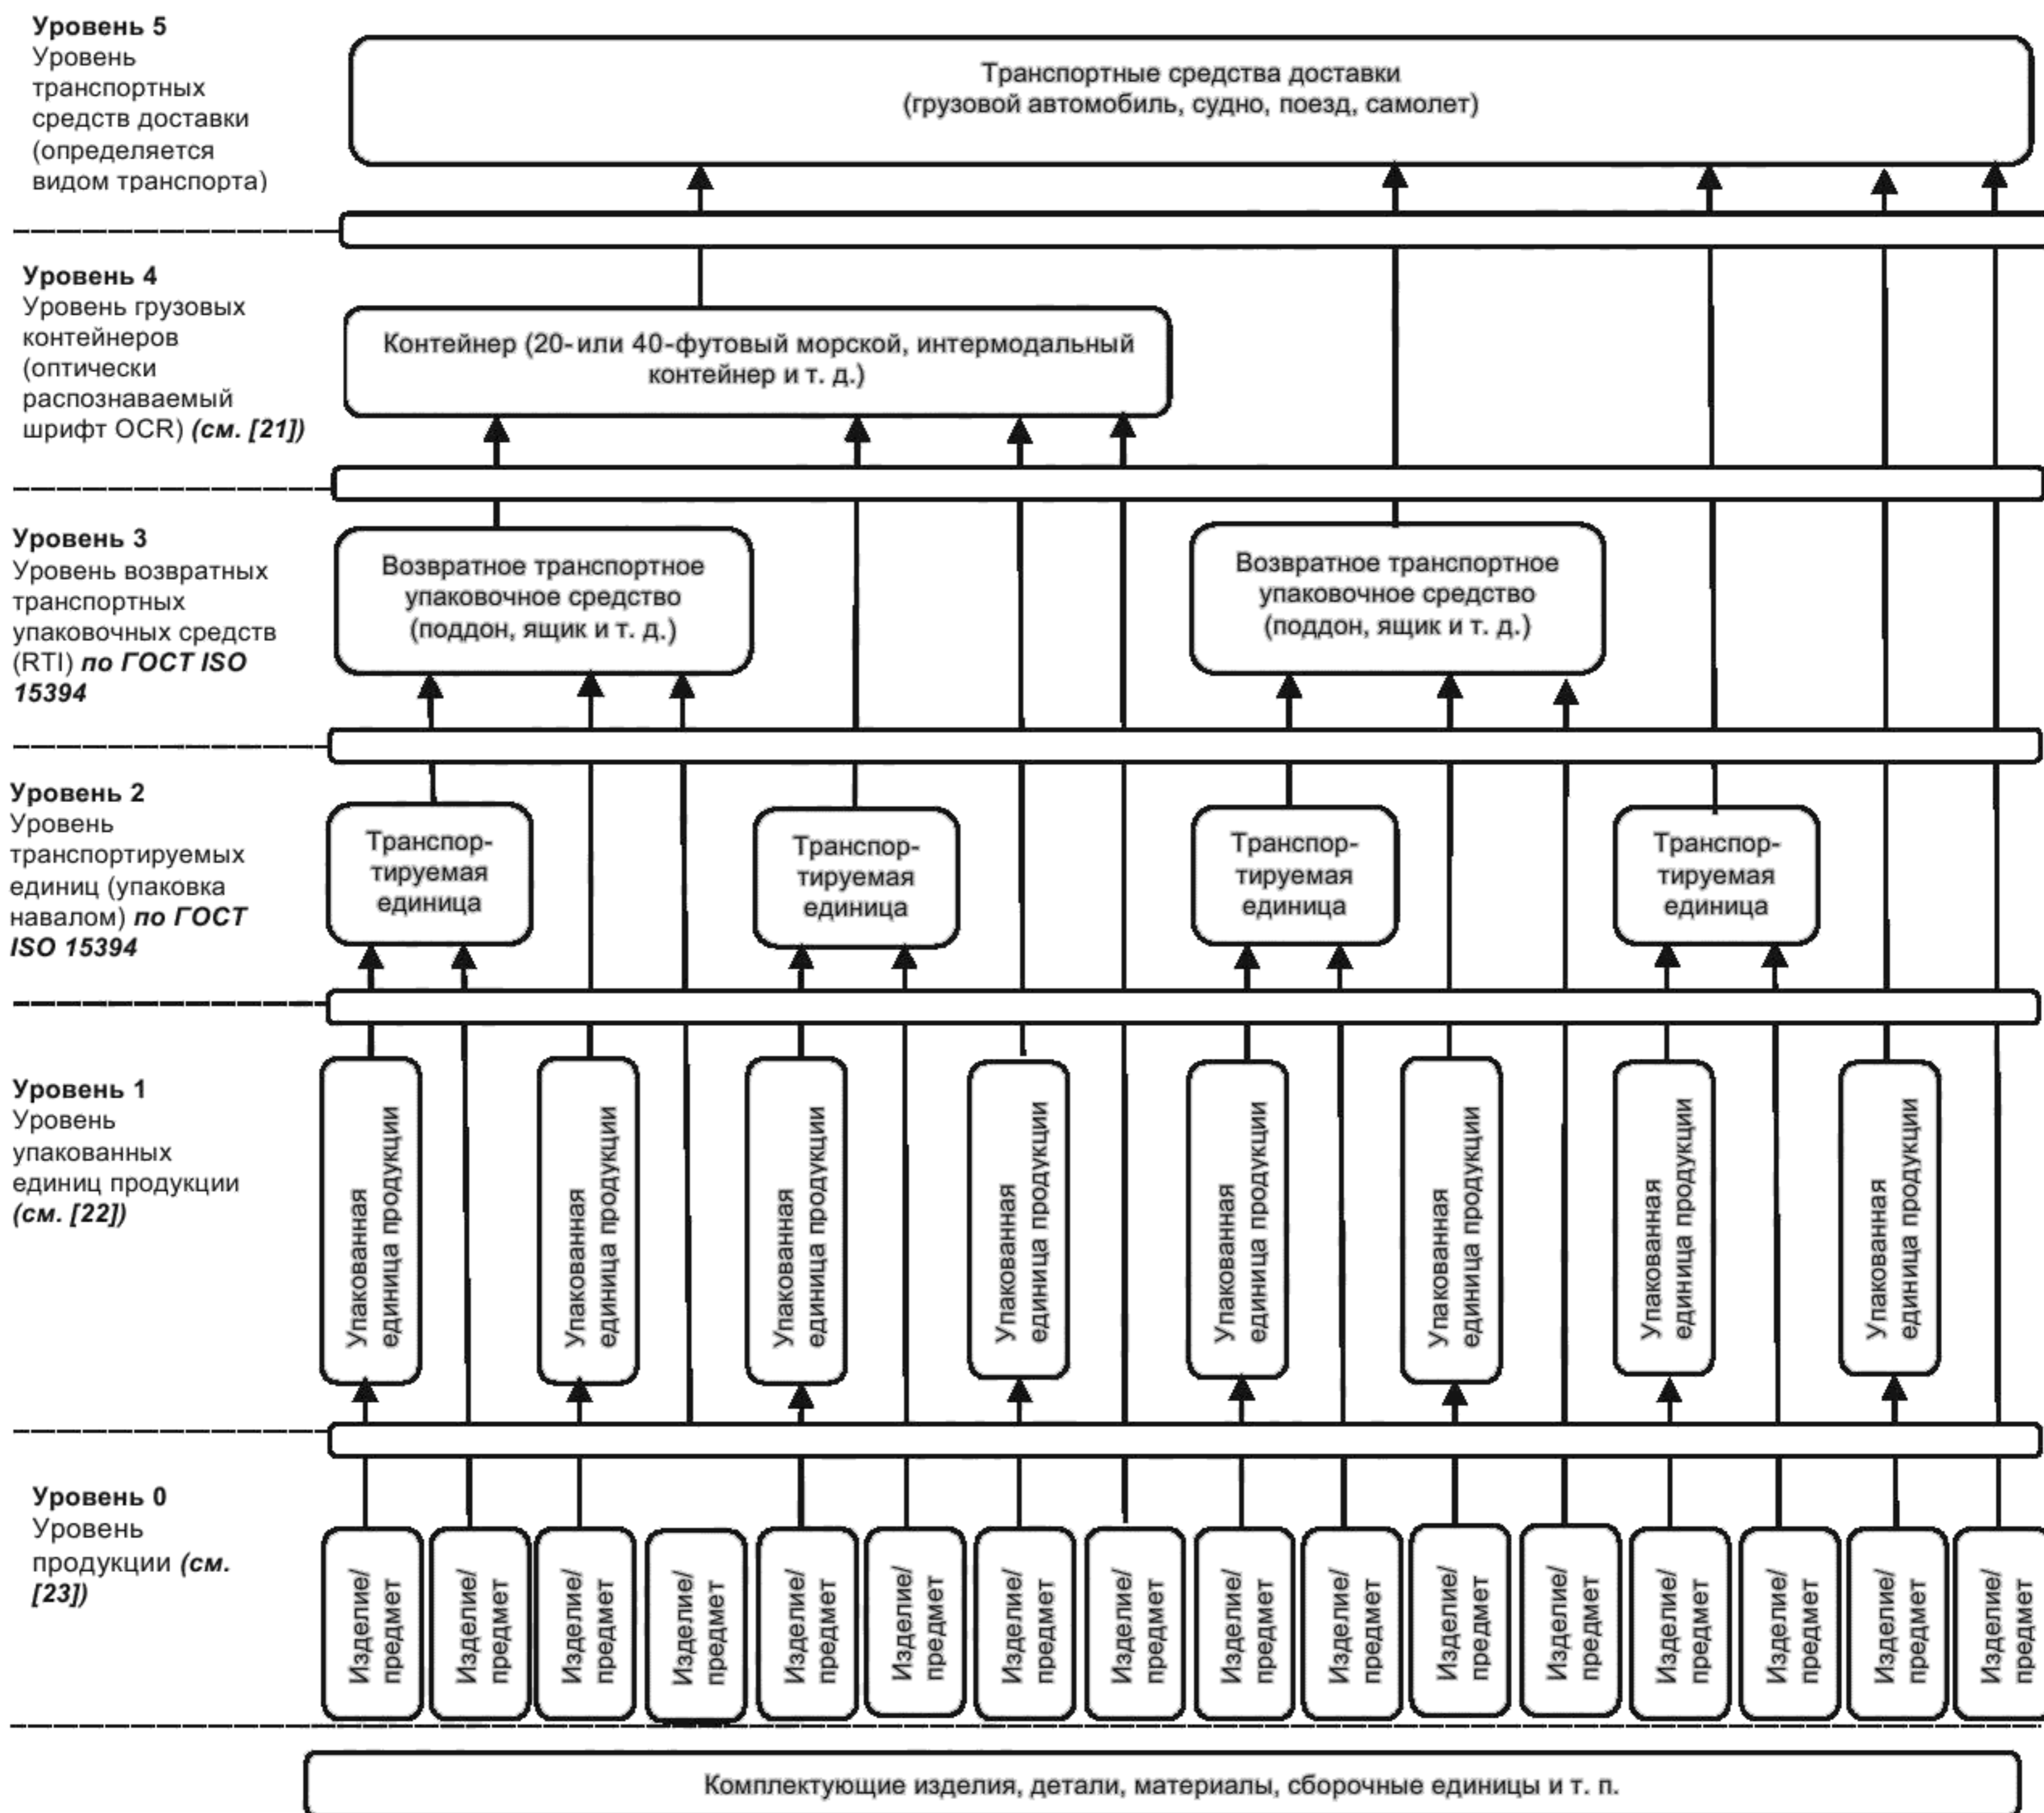 Уровень 5
Уровень
транспортных
средств доставки
(определяется
видом транспорта)
Транспортные средства доставки
(грузовой автомобиль, судно, поезд, самолет)
Уровень 4
Уровень грузовых
контейнеров
(оптически
распознаваемый
шрифт OCR) (см. [21])
Контейнер (20-или 40-футовый морской, интермодальный
контейнер и т. д.)
Уровень 3
Уровень возвратных
транспортных
упаковочных средств
(RTI) по ГОСТ ISO
15394
Возвратное транспортное
упаковочное средство
(поддон, ящик и т. д.)
Возвратное транспортное
упаковочное средство
(поддон, ящик и т. д.)
Уровень 2
Уровень
транспортируемых
единиц (упаковка
навалом) по ГОСТ
ISO 15394
Транспор-
тируемая
единица
Транспор-
тируемая
единица
Транспор-
тируемая
единица
Транспор-
тируемая
единица
Уровень 1
Уровень
упакованных
единиц продукции
(см. [22])
Упакованная
единица продукции
Упакованная
единица продукции
Упакованная
единица продукции
Упакованная
единица продукции
Упакованная
единица продукции
Упакованная
единица продукции
Упакованная
единица продукции
Упакованная
единица продукции
Уровень 0
Уровень
продукции (см.
[23])
Изделие/
предмет
Изделие/
предмет
Изделие/
предмет
Изделие/
предмет
Изделие/
предмет
Изделие/
предмет
Изделие/
предмет
Изделие/
предмет
Изделие/
предмет
Изделие/
предмет
Изделие/
предмет
Изделие/
предмет
Изделие/
предмет
Изделие/
предмет
Изделие/
предмет
Изделие/
предмет
Комплектующие изделия, детали, материалы, сборочные единицы и т. п.